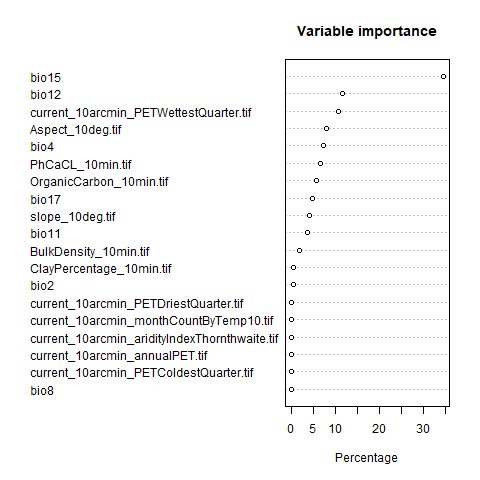 Variable importance
bio15
bio12
current_10arcmin_PETWettestQuarter.tif
Aspect_10deg.tif
bio4
PhCaCL_10min.tif
OrganicCarbon_10min.tif
bio17
slope_10deg.tif
bio11
BulkDensity_10min.tif
ClayPercentage_10min.tif
bio2
current_10arcmin_PETDriestQuarter.tif
current_10arcmin_monthCountByTemp10.tif
current_10arcmin_aridityIndexThornthwaite.tif
current_10arcmin_annualPET.tif
current_10arcmin_PETColdestQuarter.tif
bio8
0 5 10 20 30
Percentage